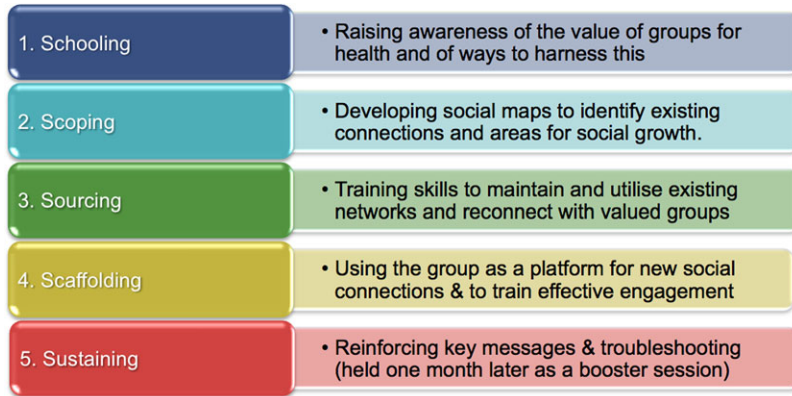 1. Schooling
• Raising awareness of the value of groups for
health and of ways to harness this
2. Scoping
• Developing social maps to identify existing
connections and areas for social growth.
3. Sourcing
• Training skills to maintain and utilise existing
networks and reconnect with valued groups
4. Scaffolding
• Using the group as a platform for new social
connections & to train effective engagement
5. Sustaining
• Reinforcing key messages & troubleshooting
(held one month later as a booster session)